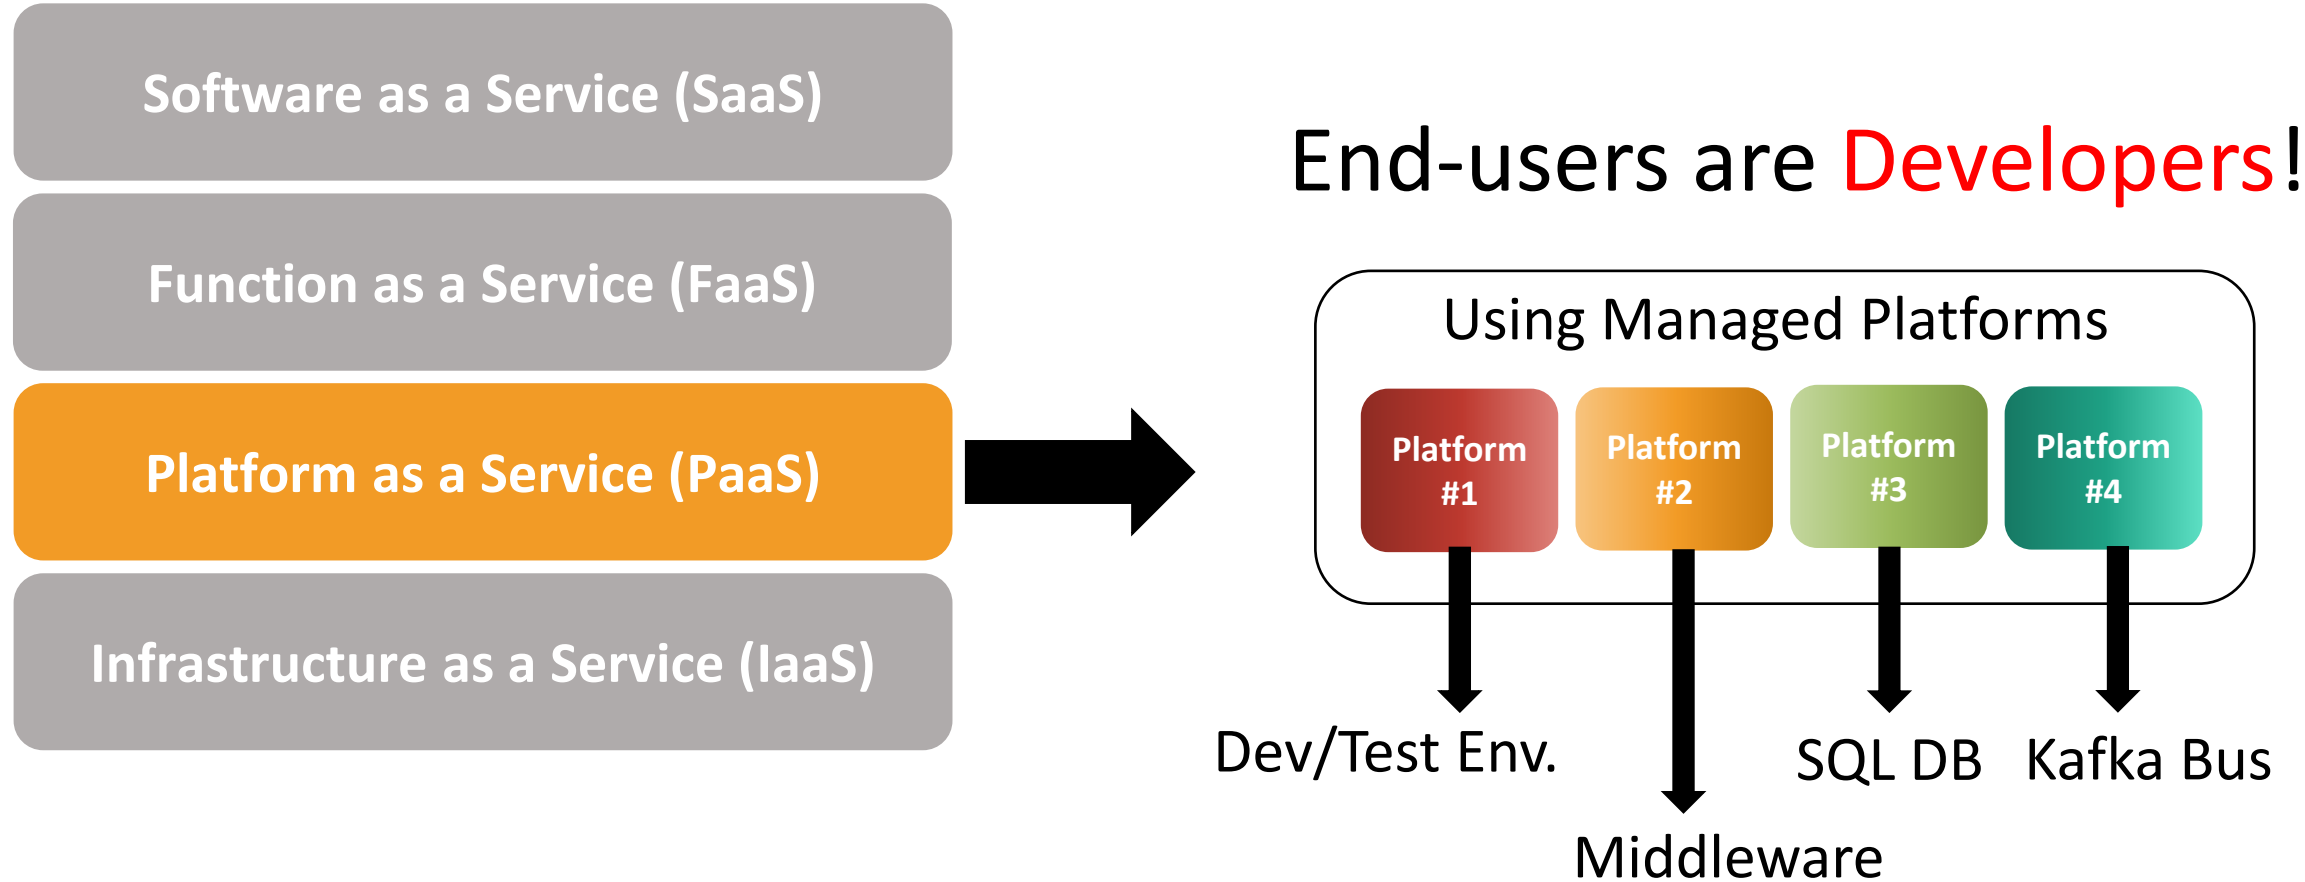 Software as a Service (SaaS)
Function as a Service (FaaS)
Platform as a Service (PaaS)
Infrastructure as a Service (IaaS)
End-users are Developers!
Using Managed Platforms
Platform
#1
Platform
#2
Platform
#3
Platform
#4
Dev/Test Env.
Middleware
SQL DB
Kafka Bus